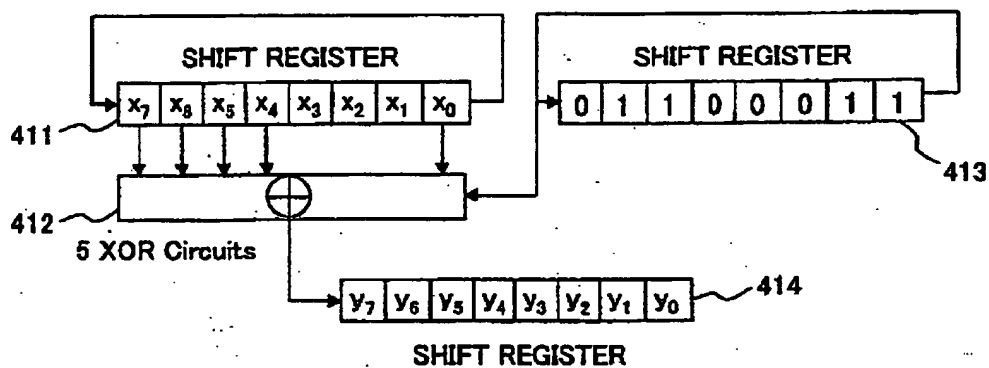 SHIFT REGISTER
SHIFT REGISTER
x7 x8 x5 x4 x3 x2 x1 x0
0 1 1 0 0 0 1 1
411
413
412
5 XOR Circuits
y7 y6 y5 y4 y3 y2 y1 y0
414
SHIFT REGISTER